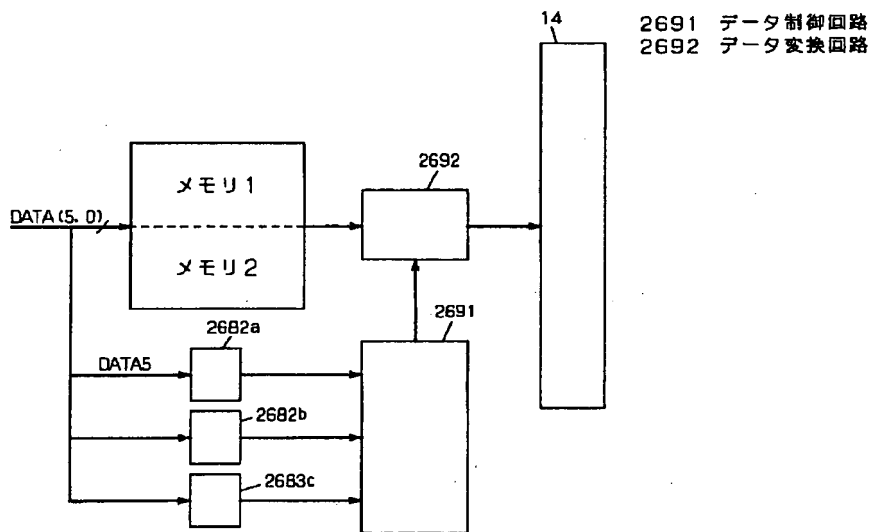 14
2691 データ制御回路
2692 データ変換回路
2692
メモリ1
DATA(5.0)
メモリ2
2691
2682a
DATA5
2682b
2683c